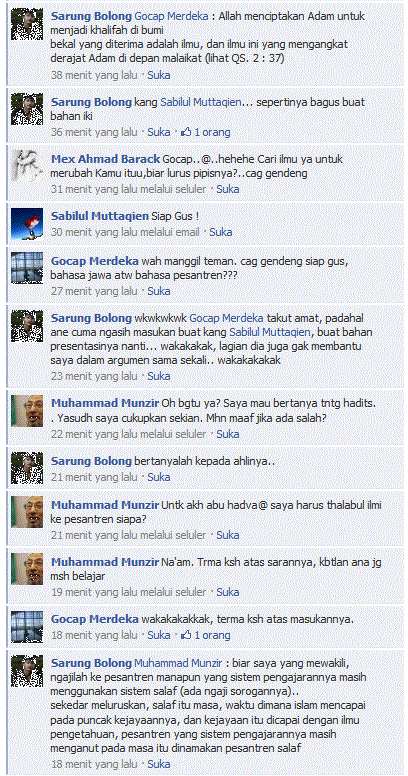 Sarung Bolong Gocap Merdeka : Allah menciptakan Adam untuk
menjadi khalifah di bumi
bekal yang diterima adalah ilmu, dan ilmu ini yang mengangkat
derajat Adam di depan malaikat (lihat QS. 2 : 37)
38 menit yang lalu · Suka
Sarung Bolong kang Sabilul Muttaqien... sepertinya bagus buat
bahan iki
36 menit yang lalu · Suka · 1 orang
Mex Ahmad Barack Gocap..@..hehehe Cari ilmu ya untuk
merubah Kamu ituu,biar lurus pipisnya?..cag gendeng
31 menit yang lalu melalui seluler · Suka
Sabilul Muttaqien Siap Gus !
30 menit yang lalu melalui email · Suka
Gocap Merdeka wah manggil teman. cag gendeng siap gus,
bahasa jawa atw bahasa pesantren???
27 menit yang lalu · Suka
Sarung Bolong wkwkwkwk Gocap Merdeka takut amat, padahal
ane cuma ngasih masukan buat kang Sabilul Muttaqien, buat bahan
presentasinya nanti... wakakakak, lagian dia juga gak membantu
saya dalam argumen sama sekali.. wakakakakak
23 menit yang lalu · Suka
Muhammad Munzir Oh bgtu ya? Saya mau bertanya tntg hadits.
. Yasudh saya cukupkan sekian. Mhn maaf jika ada salah?
22 menit yang lalu melalui seluler · Suka
Sarung Bolong bertanyalah kepada ahlinya..
21 menit yang lalu · Suka
Muhammad Munzir Untk akh abu hadva@ saya harus thalabul ilmi
ke pesantren siapa?
21 menit yang lalu melalui seluler · Suka
Muhammad Munzir Na'am. Trma ksh atas sarannya, kbtlan ana jg
msh belajar
19 menit yang lalu melalui seluler · Suka
Gocap Merdeka wakakakakkak, terma ksh atas masukannya.
18 menit yang lalu · Suka · 1 orang
Sarung Bolong Muhammad Munzir : biar saya yang mewakili,
ngajilah ke pesantren manapun yang sistem pengajarannya masih
menggunakan sistem salaf (ada ngaji sorogannya)..
sekedar meluruskan, salaf itu masa, waktu dimana islam mencapai
pada puncak kejayaannya, dan kejayaan itu dicapai dengan ilmu
pengetahuan, pesantren yang sistem pengajarannya masih
menganut pada masa itu dinamakan pesantren salaf
18 menit yang lalu · Suka